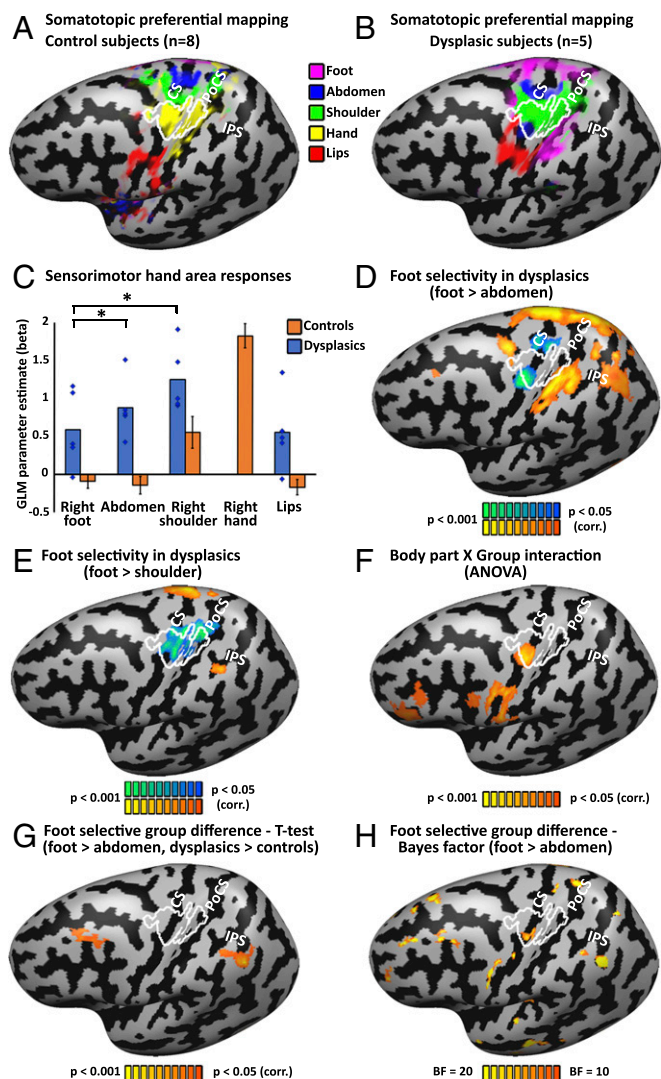 A Somatotopic preferential mapping
Control subjects (n=8)
B Somatotopic preferential mapping
Dysplasic subjects (n=5)
CS
PoCS
IPS
Foot
Abdomen
Shoulder
Hand
Lips
CS
PoCS
IPS
C Sensorimotor hand area responses
*
*
Controls
Dysplasics
GLM parameter estimate (beta)
2
1.5
1
0.5
0
-0.5
Right foot
Abdomen
Right shoulder
Right hand
Lips
D Foot selectivity in dysplasics
(foot > abdomen)
CS
PoCS
IPS
p < 0.001
p < 0.05
(corr.)
E Foot selectivity in dysplasics
(foot > shoulder)
CS
PoCS
IPS
p < 0.001
p < 0.05
(corr.)
F Body part X Group interaction
(ANOVA)
CS
PoCS
IPS
p < 0.001
p < 0.05 (corr.)
G Foot selective group difference - T-test
(foot > abdomen, dysplasics > controls)
CS
PoCS
IPS
p < 0.001
p < 0.05 (corr.)
H Foot selective group difference -
Bayes factor (foot > abdomen)
CS
PoCS
IPS
BF = 20
BF = 10